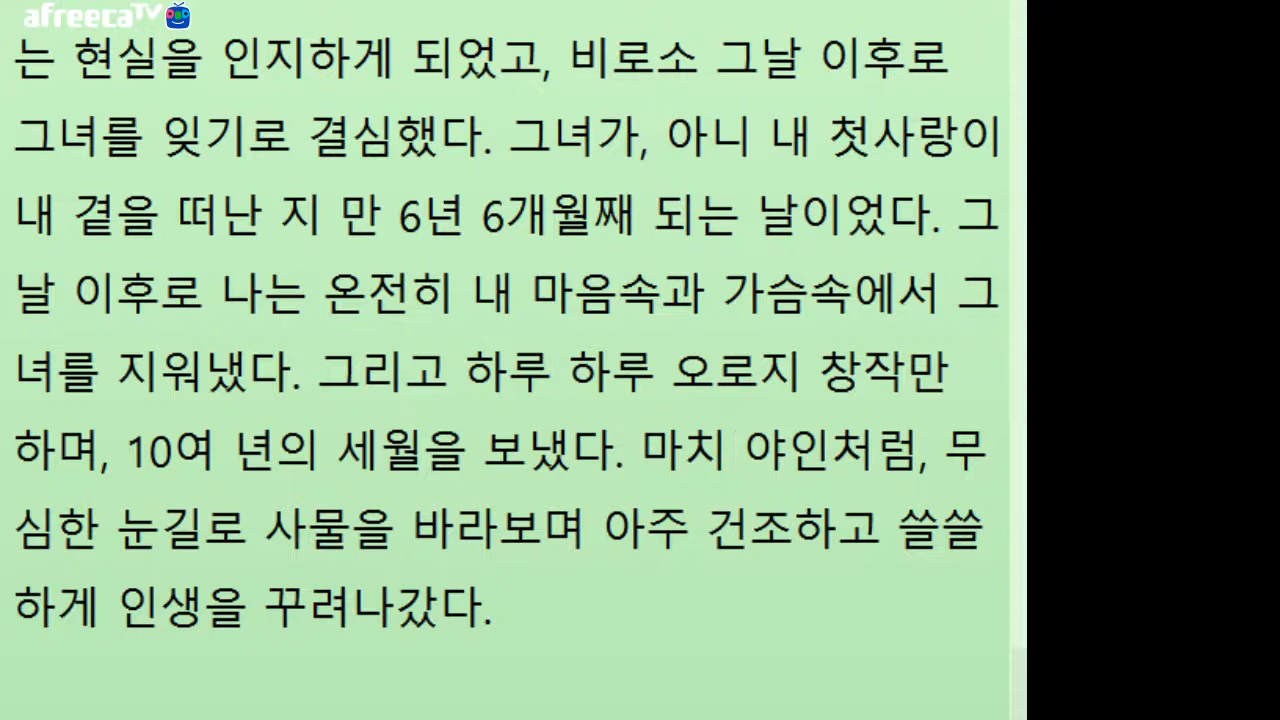 afreecaTV
는 현실을 인지하게 되었고, 비로소 그날 이후로
그녀를 잊기로 결심했다. 그녀가, 아니 내 첫사랑이
내 곁을 떠난 지 만 6년 6개월째 되는 날이었다. 그
날 이후로 나는 온전히 내 마음속과 가슴속에서 그
녀를 지워냈다. 그리고 하루 하루 오로지 창작만
하며, 10여 년의 세월을 보냈다. 마치 야인처럼, 무
심한 눈길로 사물을 바라보며 아주 건조하고 쓸쓸
하게 인생을 꾸려나갔다.